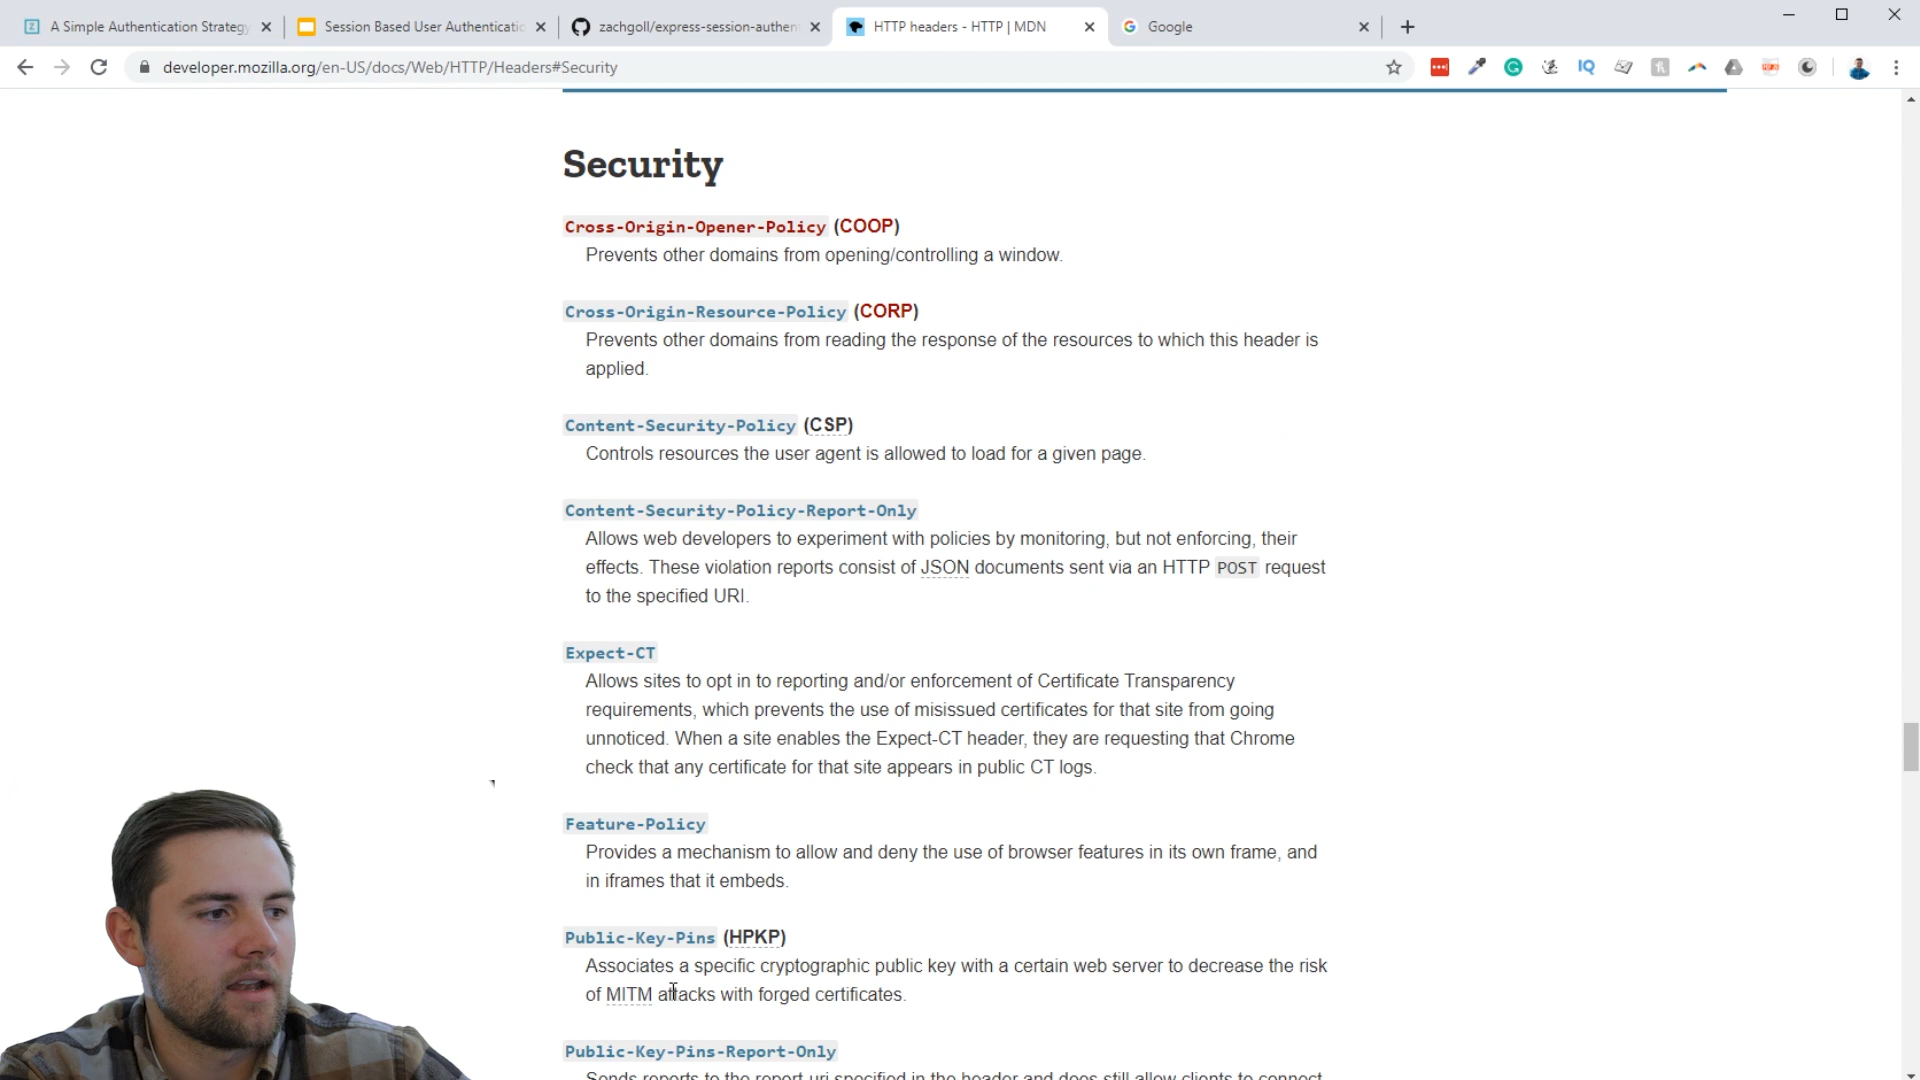 A Simple Authentication Strategy
Session Based User Authenticatio
zachgoll/express-session-authen
HTTP headers - HTTP | MDN
Google
developer.mozilla.org/en-US/docs/Web/HTTP/Headers#Security
Security
Cross-Origin-Opener-Policy (COOP)
Prevents other domains from opening/controlling a window.
Cross-Origin-Resource-Policy (CORP)
Prevents other domains from reading the response of the resources to which this header is
applied.
Content-Security-Policy (CSP)
Controls resources the user agent is allowed to load for a given page.
Content-Security-Policy-Report-Only
Allows web developers to experiment with policies by monitoring, but not enforcing, their
effects. These violation reports consist of JSON documents sent via an HTTP POST request
to the specified URI.
Expect-CT
Allows sites to opt in to reporting and/or enforcement of Certificate Transparency
requirements, which prevents the use of misissued certificates for that site from going
unnoticed. When a site enables the Expect-CT header, they are requesting that Chrome
check that any certificate for that site appears in public CT logs.
Feature-Policy
Provides a mechanism to allow and deny the use of browser features in its own frame, and
in iframes that it embeds.
Public-Key-Pins (HPKP)
Associates a specific cryptographic public key with a certain web server to decrease the risk
of MITM attacks with forged certificates.
Public-Key-Pins-Report-Only
Sends reports to the report-uri specified in the header and does still allow clients to connect